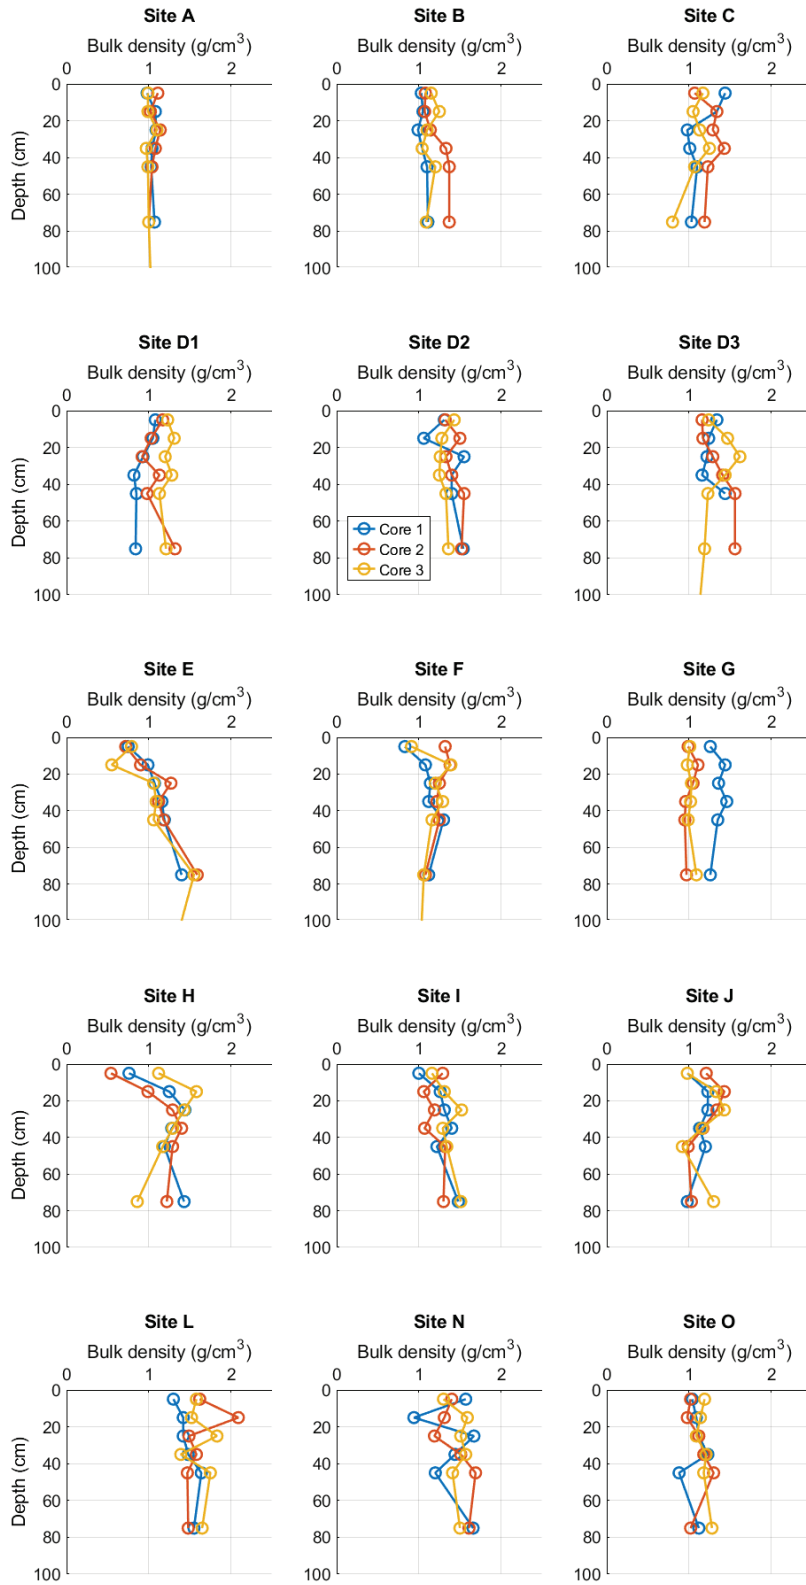 Site A Site B Site C
Bulk density (g/cm³) Bulk density (g/cm³) Bulk density (g/cm³)
0 1 2 0 1 2 0 1 2
Depth (cm)
0 0 0
20 20 20
40 40 40
60 60 60
80 80 80
100 100 100
Site D1 Site D2 Site D3
Bulk density (g/cm³) Bulk density (g/cm³) Bulk density (g/cm³)
0 1 2 0 1 2 0 1 2
Depth (cm)
0 0 0
20 20 20
40 40 40
60 60 60
80 80 80
100 100 100
Core 1
Core 2
Core 3
Site E Site F Site G
Bulk density (g/cm³) Bulk density (g/cm³) Bulk density (g/cm³)
0 1 2 0 1 2 0 1 2
Depth (cm)
0 0 0
20 20 20
40 40 40
60 60 60
80 80 80
100 100 100
Site H Site I Site J
Bulk density (g/cm³) Bulk density (g/cm³) Bulk density (g/cm³)
0 1 2 0 1 2 0 1 2
Depth (cm)
0 0 0
20 20 20
40 40 40
60 60 60
80 80 80
100 100 100
Site L Site N Site O
Bulk density (g/cm³) Bulk density (g/cm³) Bulk density (g/cm³)
0 1 2 0 1 2 0 1 2
Depth (cm)
0 0 0
20 20 20
40 40 40
60 60 60
80 80 80
100 100 100